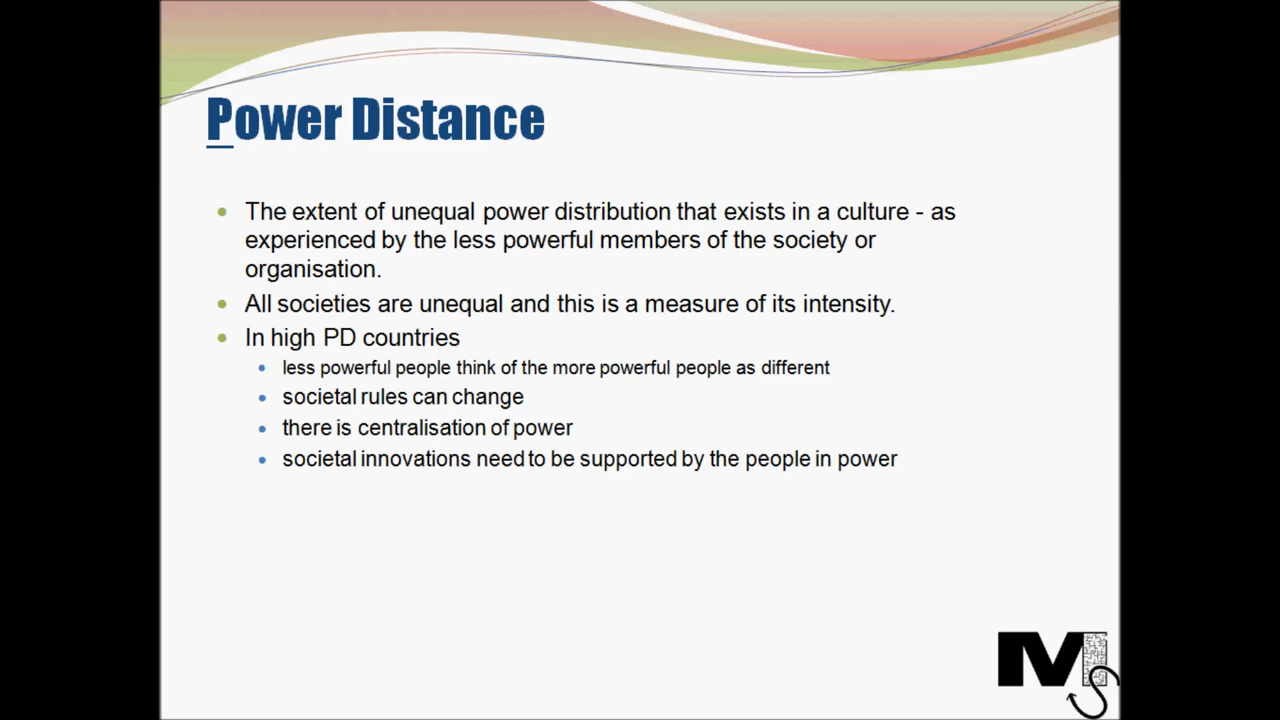 Power Distance
The extent of unequal power distribution that exists in a culture - as
experienced by the less powerful members of the society or
organisation.
All societies are unequal and this is a measure of its intensity.
In high PD countries
less powerful people think of the more powerful people as different
societal rules can change
there is centralisation of power
societal innovations need to be supported by the people in power
MS